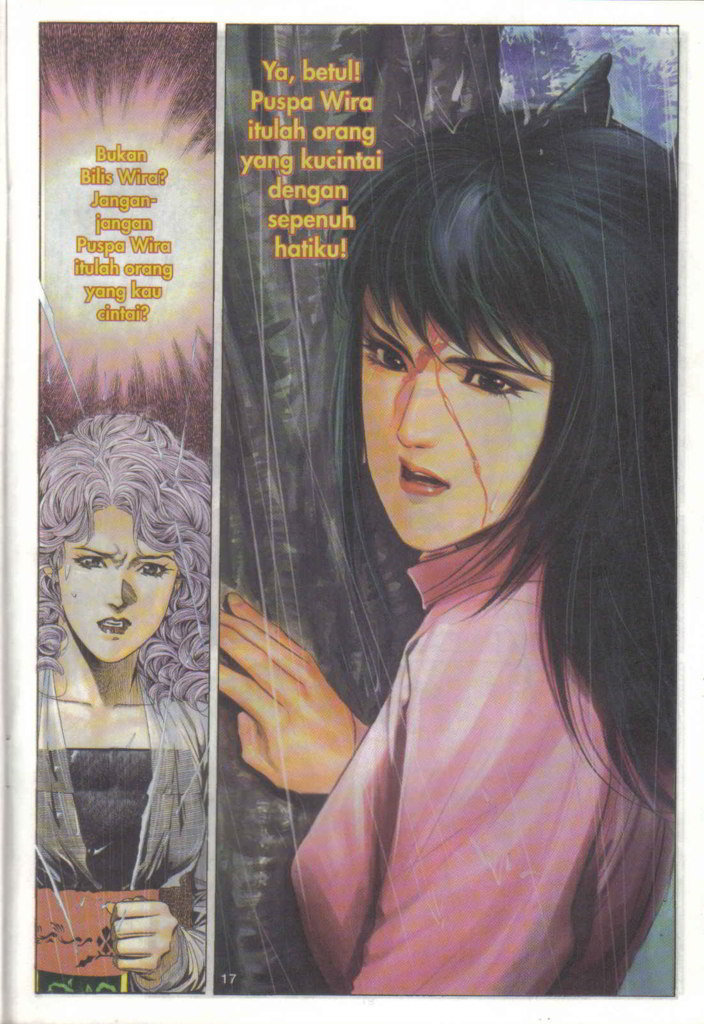 Bukan
Bilis Wira?
Jangan-
jangan
Puspa Wira
itulah orang
yang kau
cintai?
Ya, betul!
Puspa Wira
itulah orang
yang kucintai
dengan
sepenuh
hatiku!
17